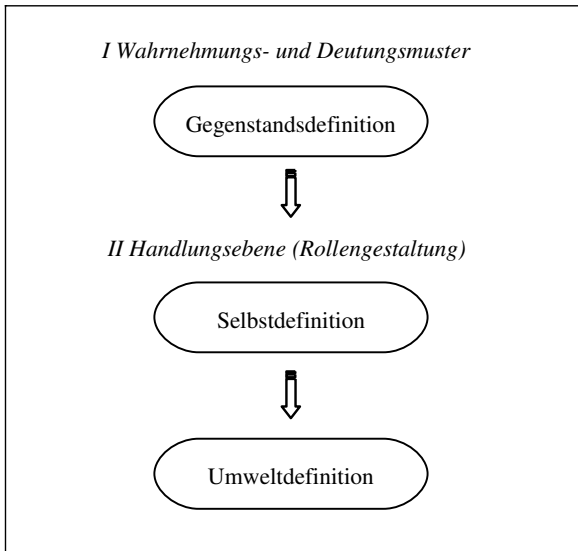 I Wahrnehmungs- und Deutungsmuster
Gegenstandsdefinition
II Handlungsebene (Rollengestaltung)
Selbstdefinition
Umweltdefinition